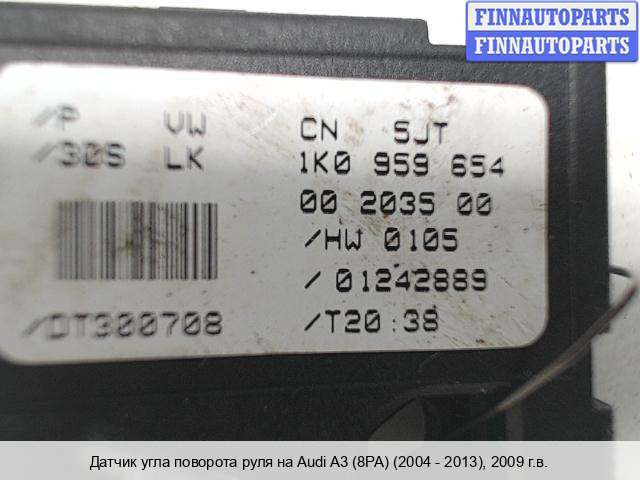 FINNAUTOPARTS
FINNAUTOPARTS
/P VW CN SJT
/30S LK 1K0 959 654
00 2035 00
/HW 0105
/ 01242889
/DT300708 /T20:38
Датчик угла поворота руля на Audi A3 (8PA) (2004 - 2013), 2009 г.в.